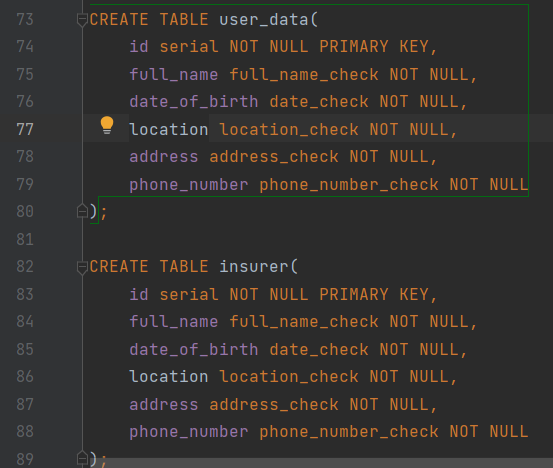 73 CREATE TABLE user_data(
74 id serial NOT NULL PRIMARY KEY,
75 full_name full_name_check NOT NULL,
76 date_of_birth date_check NOT NULL,
77 location location_check NOT NULL,
78 address address_check NOT NULL,
79 phone_number phone_number_check NOT NULL
80 );
81
82 CREATE TABLE insurer(
83 id serial NOT NULL PRIMARY KEY,
84 full_name full_name_check NOT NULL,
85 date_of_birth date_check NOT NULL,
86 location location_check NOT NULL,
87 address address_check NOT NULL,
88 phone_number phone_number_check NOT NULL
89 );